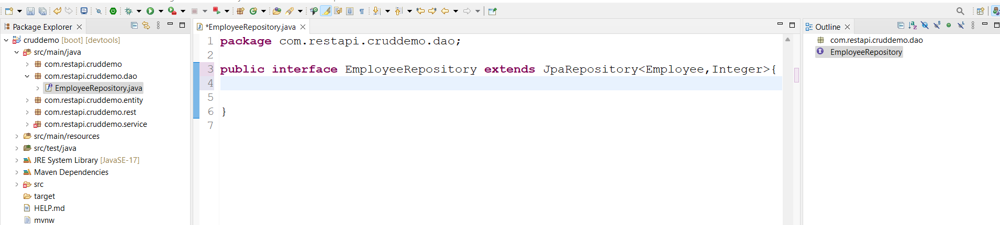 Package Explorer
cruddemo [boot] [devtools]
src/main/java
com.restapi.cruddemo
com.restapi.cruddemo.dao
EmployeeRepository.java
com.restapi.cruddemo.entity
com.restapi.cruddemo.rest
com.restapi.cruddemo.service
src/main/resources
src/test/java
JRE System Library [JavaSE-17]
Maven Dependencies
src
target
HELP.md
mvnw
*EmployeeRepository.java
1 package com.restapi.cruddemo.dao;
2
3 public interface EmployeeRepository extends JpaRepository<Employee,Integer>{
4
5
6 }
7
Outline
com.restapi.cruddemo.dao
EmployeeRepository